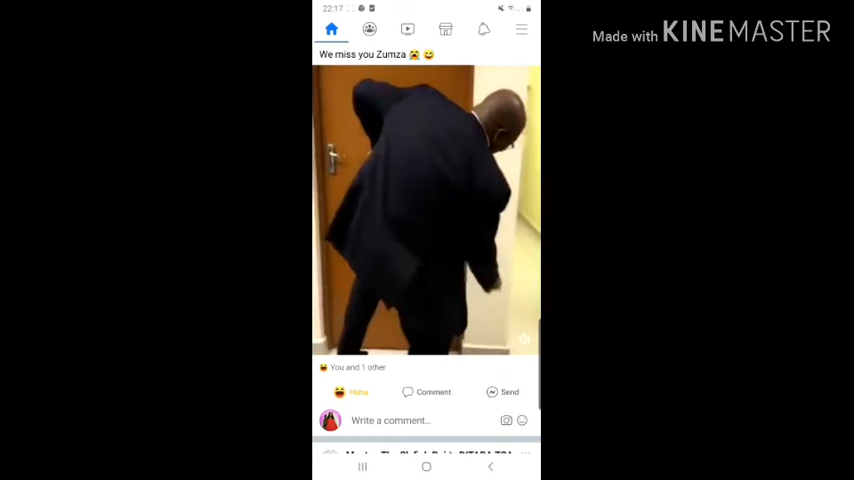 22:17
Made with KINEMASTER
We miss you Zumza 😭 😄
You and 1 other
Haha
Comment
Send
Write a comment...